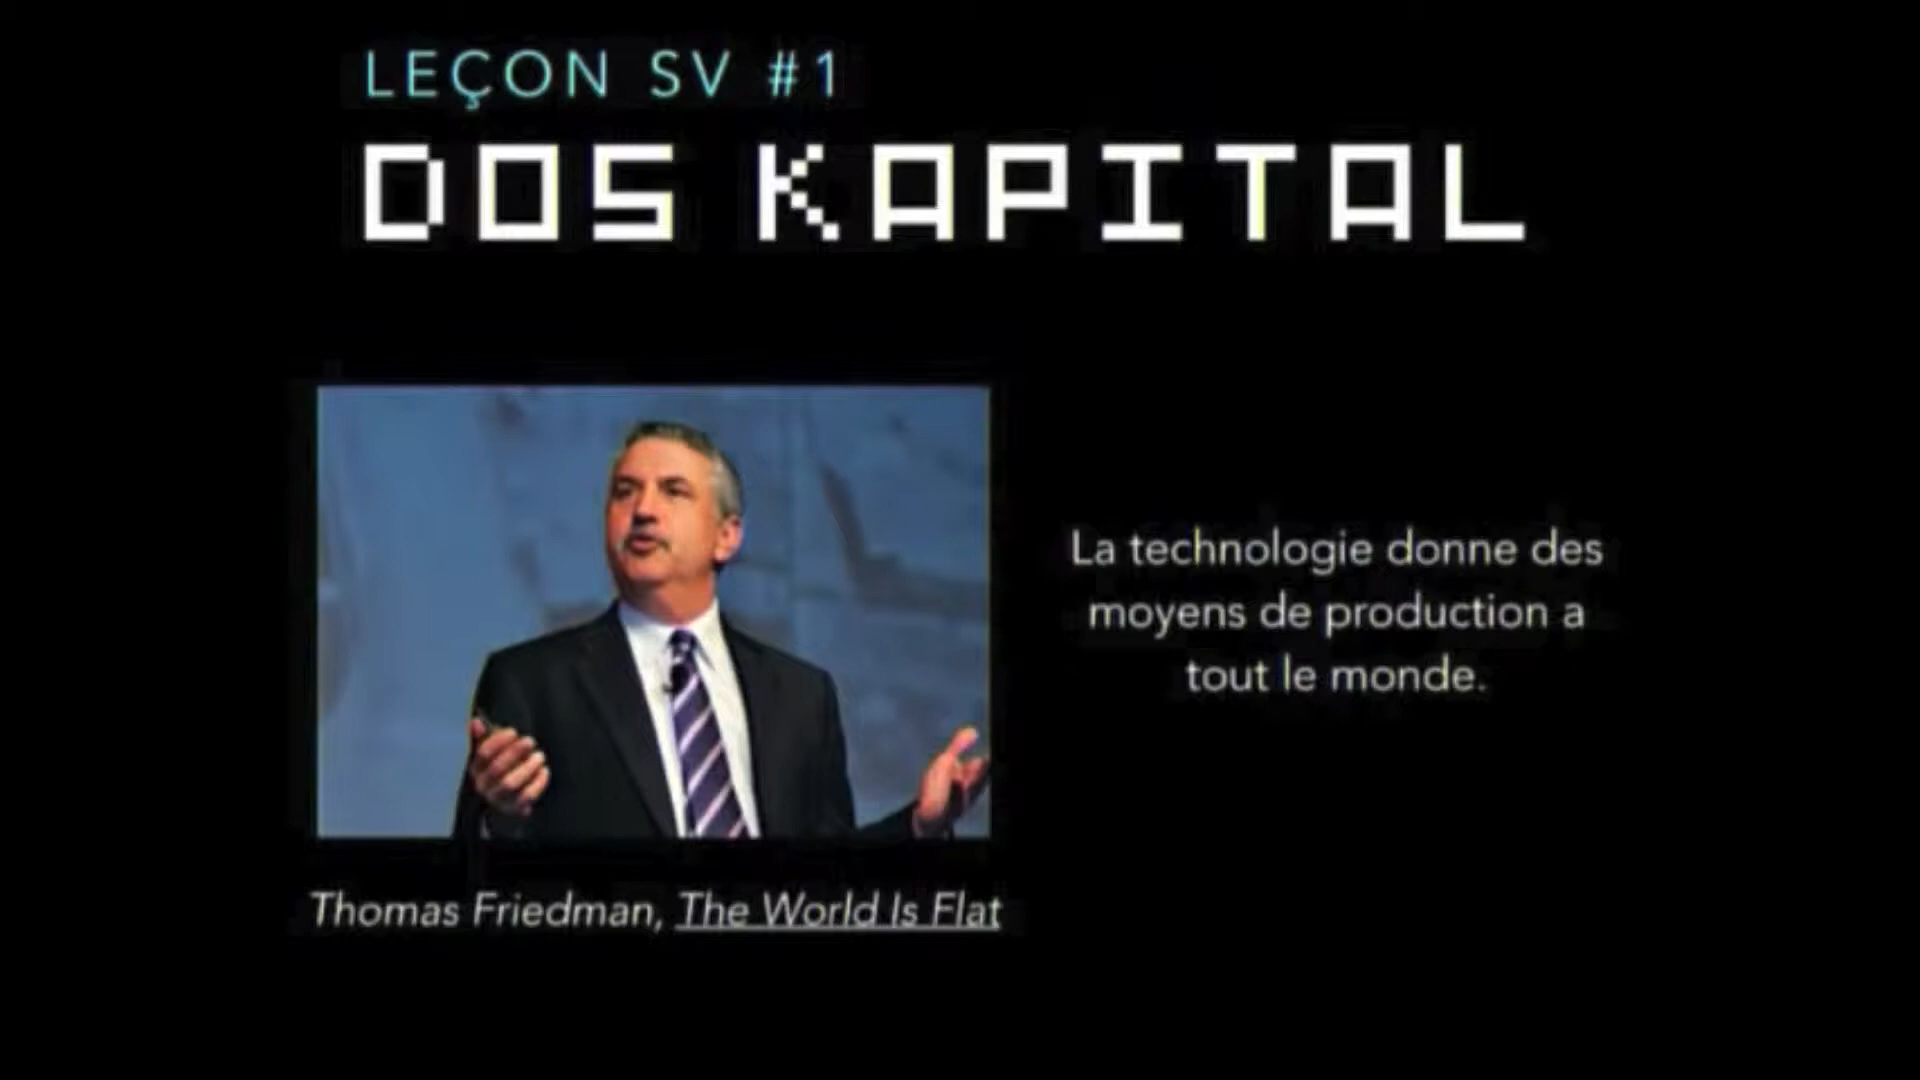 LEÇON SV #1
DOS KAPITAL
La technologie donne des
moyens de production a
tout le monde.
Thomas Friedman, The World Is Flat